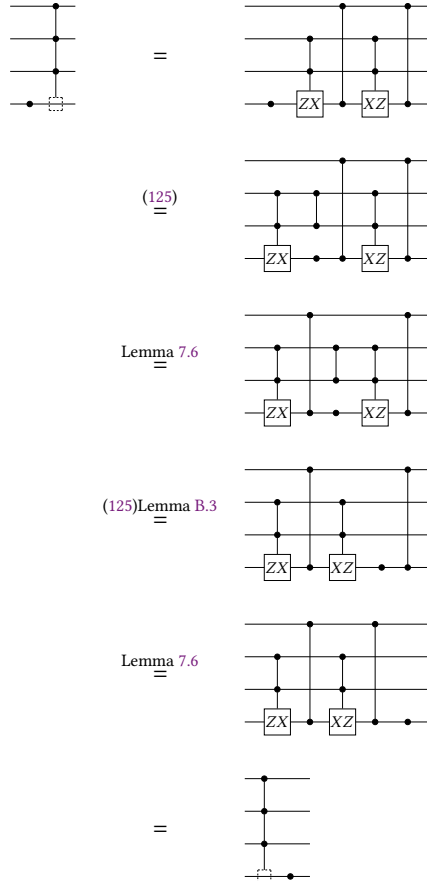 =
ZX XZ
(125)
=
ZX XZ
Lemma 7.6
=
ZX XZ
(125)Lemma B.3
=
ZX XZ
Lemma 7.6
=
ZX XZ
=